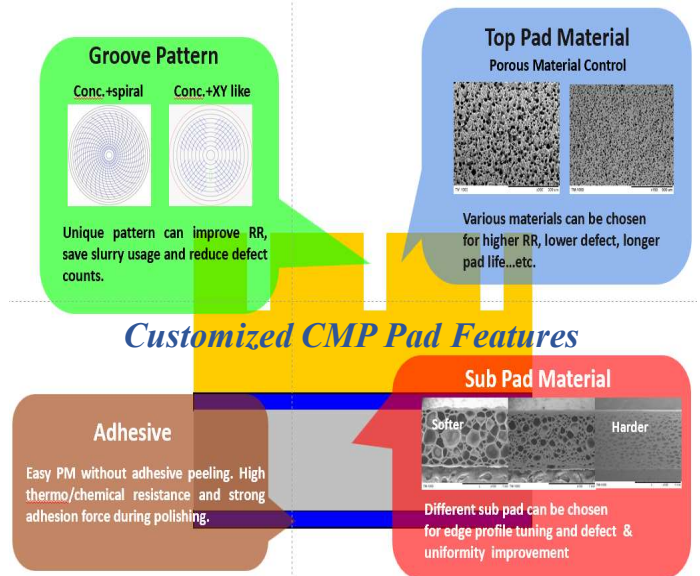 Groove Pattern
Conc.+spiral
Conc.+XY like
Unique pattern can improve RR,
save slurry usage and reduce defect
counts.
Top Pad Material
Porous Material Control
Various materials can be chosen
for higher RR, lower defect, longer
pad life...etc.
Customized CMP Pad Features
Adhesive
Easy PM without adhesive peeling. High
thermo/chemical resistance and strong
adhesion force during polishing.
Sub Pad Material
Softer
Harder
Different sub pad can be chosen
for edge profile tuning and defect &
uniformity improvement